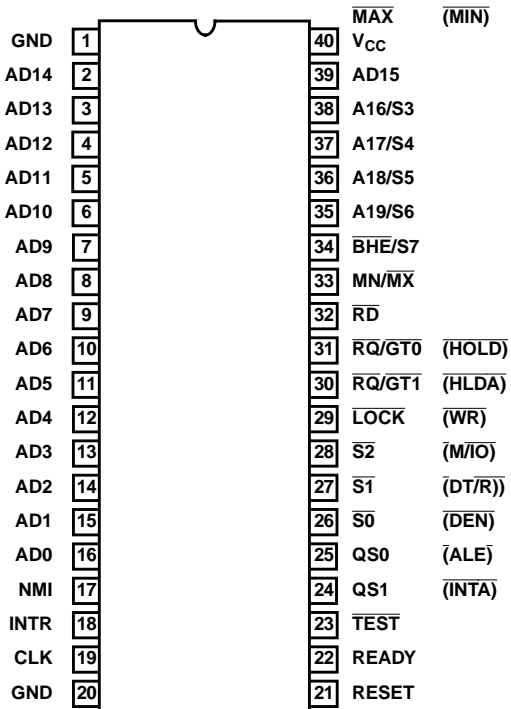 MAX (MIN)
GND 1 40 VCC
AD14 2 39 AD15
AD13 3 38 A16/S3
AD12 4 37 A17/S4
AD11 5 36 A18/S5
AD10 6 35 A19/S6
AD9 7 34 BHE/S7
AD8 8 33 MN/MX
AD7 9 32 RD
AD6 10 31 RQ/GT0 (HOLD)
AD5 11 30 RQ/GT1 (HLDA)
AD4 12 29 LOCK (WR)
AD3 13 28 S2 (M/IO)
AD2 14 27 S1 (DT/R))
AD1 15 26 S0 (DEN)
AD0 16 25 QS0 (ALE)
NMI 17 24 QS1 (INTA)
INTR 18 23 TEST
CLK 19 22 READY
GND 20 21 RESET